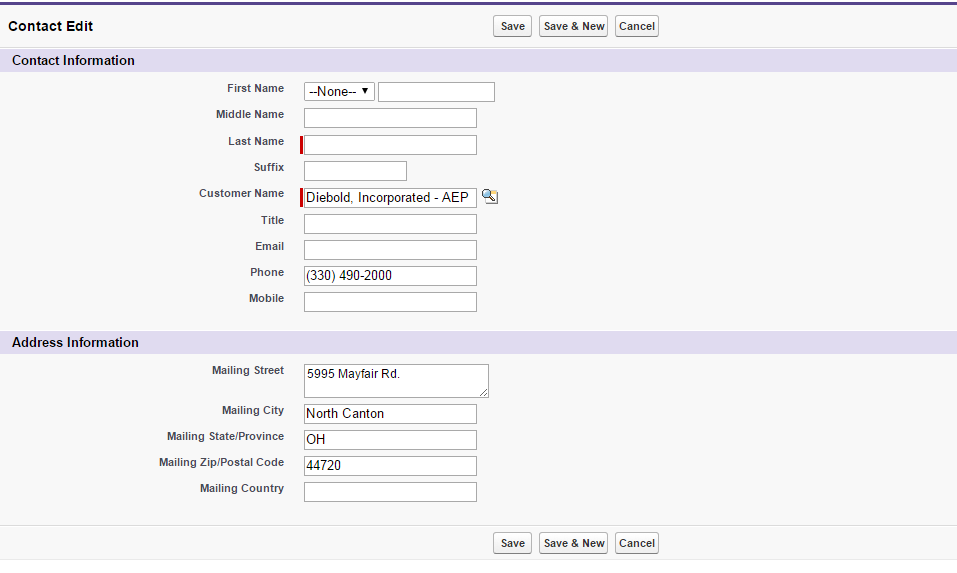 Contact Edit Save Save & New Cancel
Contact Information
First Name --None--
Middle Name
Last Name
Suffix
Customer Name Diebold, Incorporated - AEP
Title
Email
Phone (330) 490-2000
Mobile
Address Information
Mailing Street 5995 Mayfair Rd.
Mailing City North Canton
Mailing State/Province OH
Mailing Zip/Postal Code 44720
Mailing Country
Save Save & New Cancel